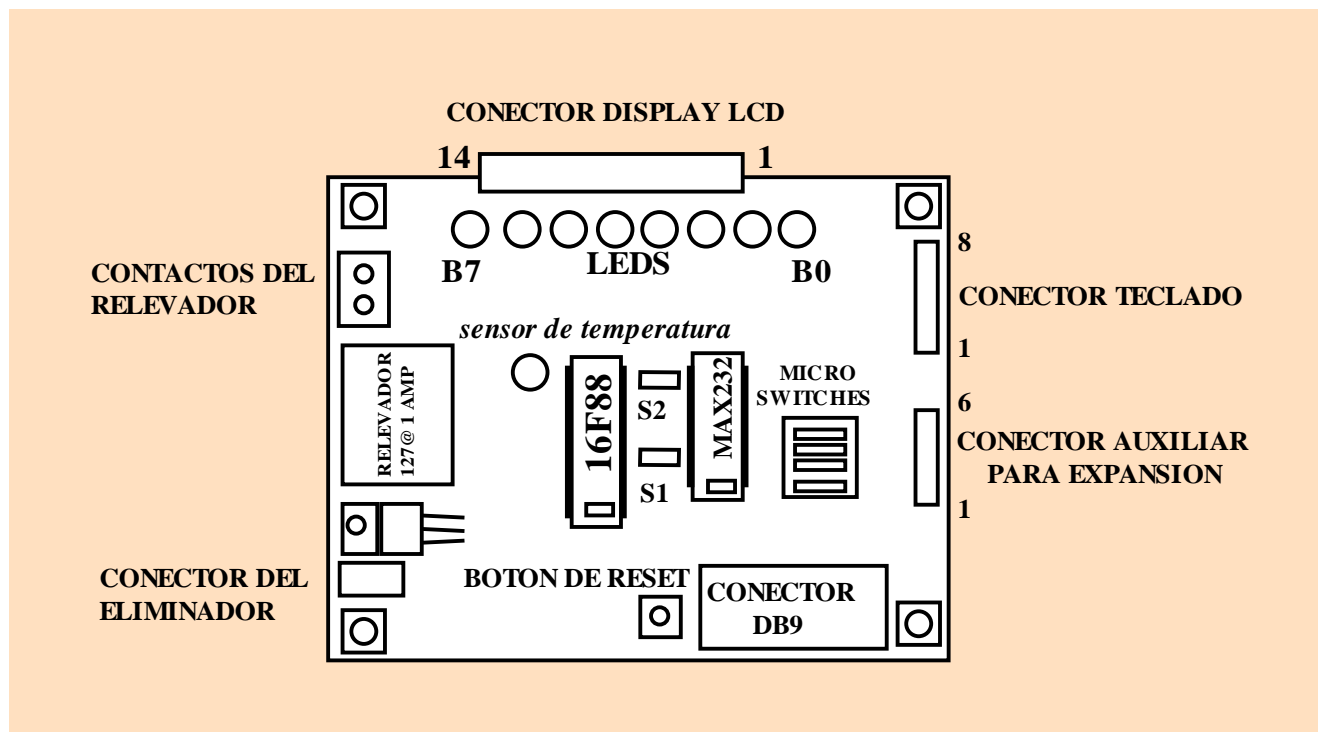 CONECTOR DISPLAY LCD
14
1
B7
LEDS
B0
8
CONECTOR TECLADO
1
CONTACTOS DEL
RELEVADOR
sensor de temperatura
RELEVADOR
127@ 1 AMP
16F88
S2
S1
MAX232
MICRO
SWITCHES
6
CONECTOR AUXILIAR
PARA EXPANSION
1
CONECTOR DEL
ELIMINADOR
BOTON DE RESET
CONECTOR
DB9